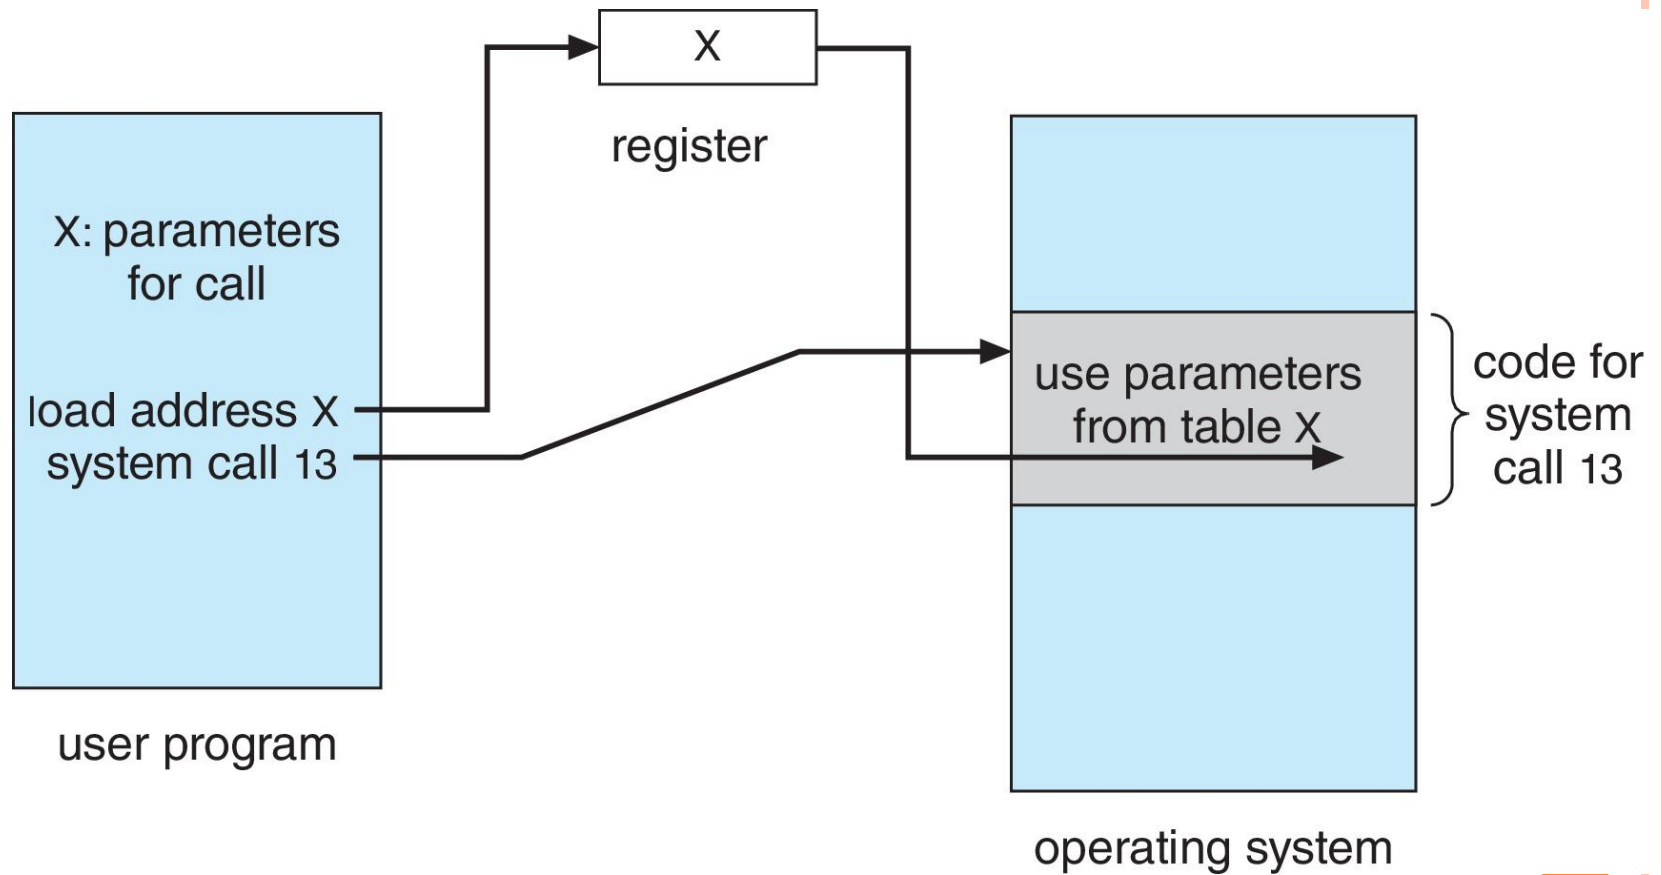 X
register
X: parameters
for call
load address X
system call 13
user program
use parameters
from table X
code for
system
call 13
operating system